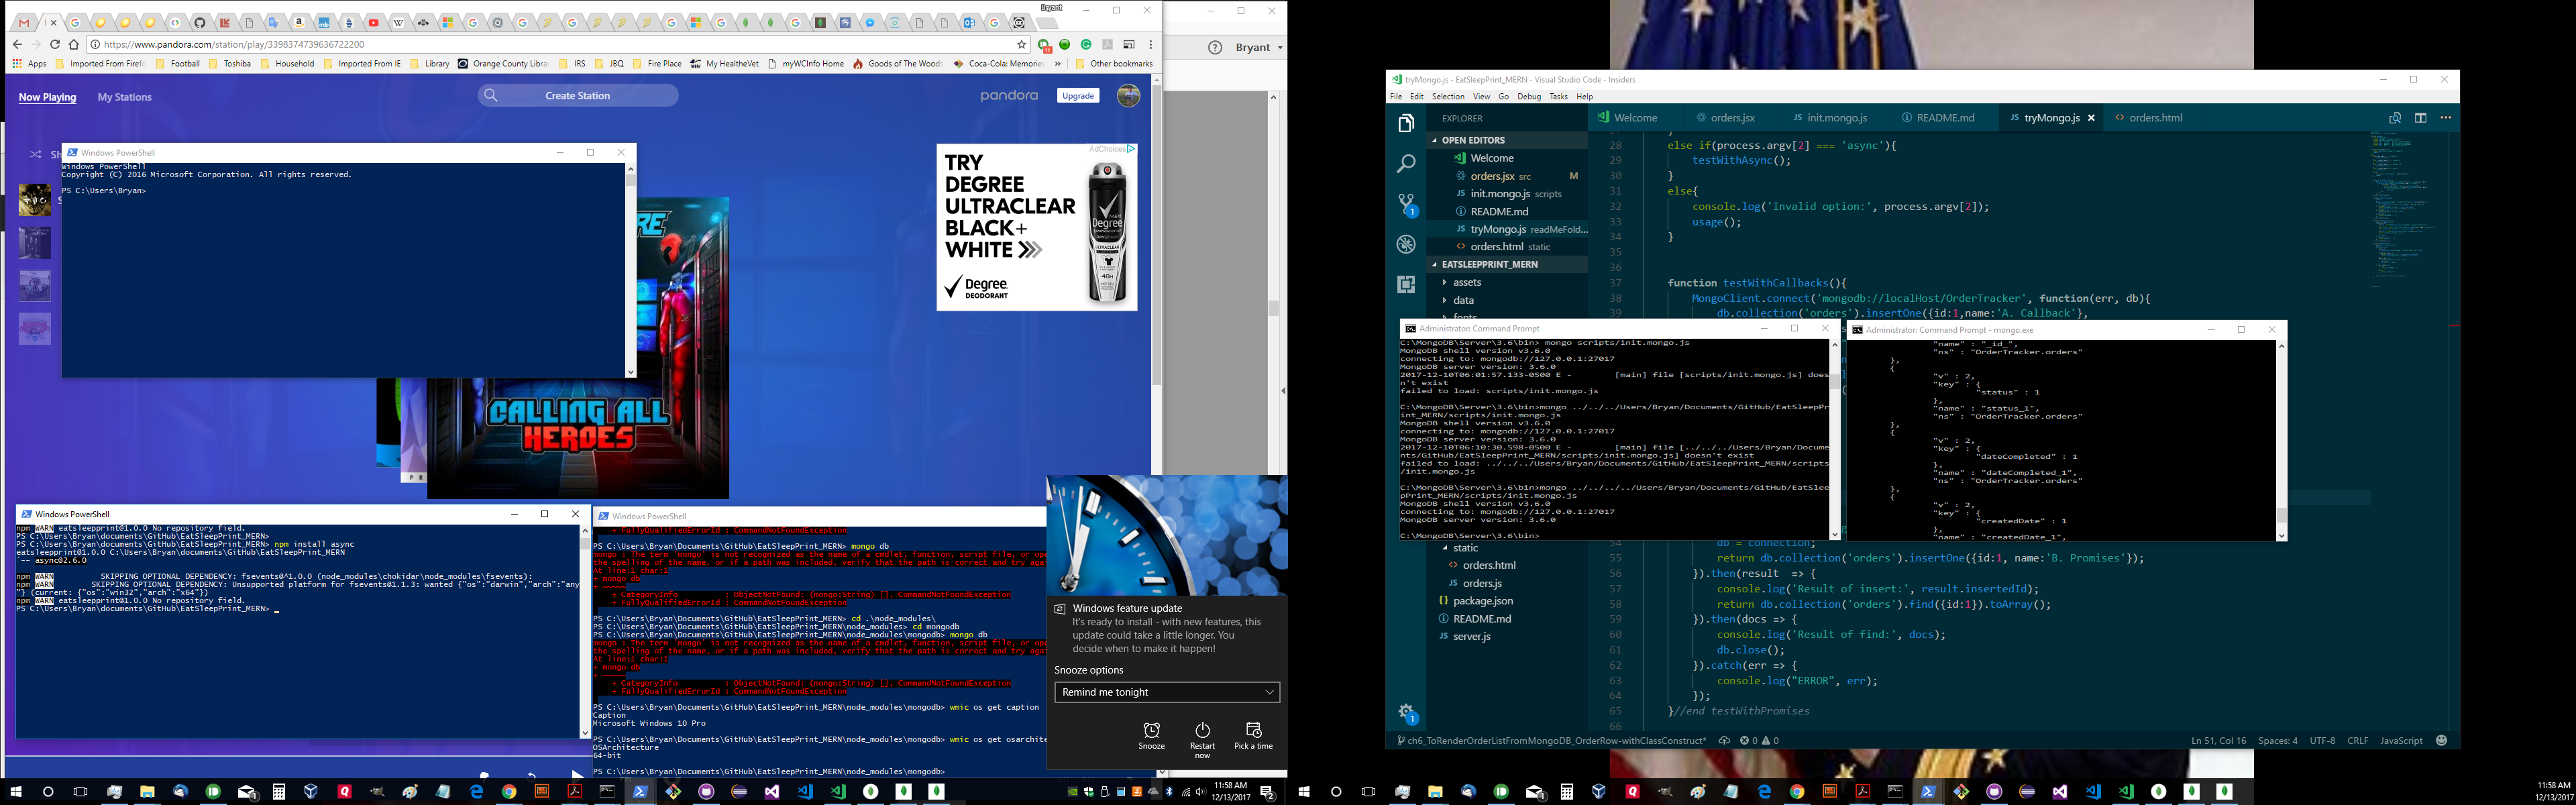 Bryant
https://www.pandora.com/station/play/3398374739636722200
Apps Imported From Firefo Football Toshiba Household Imported From IE Library Orange County Libra IRS JBQ Fire Place My HealtheVet myWCInfo Home Goods of The Woods Coca-Cola: Memories » Other bookmarks
Bryant
Now Playing My Stations Create Station pandora Upgrade
AdChoices
TRY
DEGREE
ULTRACLEAR
BLACK+
WHITE
Degree
DEODORANT
CALLING ALL
HEROES
Windows PowerShell
Windows PowerShell
Copyright (C) 2016 Microsoft Corporation. All rights reserved.
PS C:\Users\Bryan>
Windows PowerShell
npm WARN eatsleepprint@1.0.0 No repository field.
PS C:\Users\Bryan\documents\GitHub\EatSleepPrint_MERN>
PS C:\Users\Bryan\documents\GitHub\EatSleepPrint_MERN> npm install async
eatsleepprint@1.0.0 C:\Users\Bryan\documents\GitHub\EatSleepPrint_MERN
`-- async@2.6.0
npm WARN SKIPPING OPTIONAL DEPENDENCY: fsevents@^1.0.0 (node_modules\chokidar\node_modules\fsevents):
npm WARN SKIPPING OPTIONAL DEPENDENCY: Unsupported platform for fsevents@1.1.3: wanted {"os":"darwin","arch":"any
"} (current: {"os":"win32","arch":"x64"})
npm WARN eatsleepprint@1.0.0 No repository field.
PS C:\Users\Bryan\documents\GitHub\EatSleepPrint_MERN>
Windows PowerShell
+ FullyQualifiedErrorId : CommandNotFoundException
PS C:\Users\Bryan\Documents\GitHub\EatSleepPrint_MERN> mongo db
mongo : The term 'mongo' is not recognized as the name of a cmdlet, function, script file, or ope
the spelling of the name, or if a path was included, verify that the path is correct and try agai
At line:1 char:1
+ mongo db
+ ~~~~~
+ CategoryInfo : ObjectNotFound: (mongo:String) [], CommandNotFoundException
+ FullyQualifiedErrorId : CommandNotFoundException
PS C:\Users\Bryan\Documents\GitHub\EatSleepPrint_MERN> cd .\node_modules\
PS C:\Users\Bryan\Documents\GitHub\EatSleepPrint_MERN\node_modules> cd mongodb
PS C:\Users\Bryan\Documents\GitHub\EatSleepPrint_MERN\node_modules\mongodb> mongo db
mongo : The term 'mongo' is not recognized as the name of a cmdlet, function, script file, or ope
the spelling of the name, or if a path was included, verify that the path is correct and try agai
At line:1 char:1
+ mongo db
+ ~~~~~
+ CategoryInfo : ObjectNotFound: (mongo:String) [], CommandNotFoundException
+ FullyQualifiedErrorId : CommandNotFoundException
PS C:\Users\Bryan\Documents\GitHub\EatSleepPrint_MERN\node_modules\mongodb> wmic os get caption
Caption
Microsoft Windows 10 Pro
PS C:\Users\Bryan\Documents\GitHub\EatSleepPrint_MERN\node_modules\mongodb> wmic os get osarchite
OSArchitecture
64-bit
PS C:\Users\Bryan\Documents\GitHub\EatSleepPrint_MERN\node_modules\mongodb>
Windows feature update
It's ready to install - with new features, this
update could take a little longer. You
decide when to make it happen!
Snooze options
Remind me tonight
Snooze Restart now Pick a time
11:58 AM
12/13/2017
tryMongo.js - EatSleepPrint_MERN - Visual Studio Code - Insiders
File Edit Selection View Go Debug Tasks Help
EXPLORER
OPEN EDITORS
Welcome
orders.jsx src M
init.mongo.js scripts
README.md
tryMongo.js readMeFold...
orders.html static
EATSLEEPPRINT_MERN
assets
data
fonts
static
orders.html
orders.js
package.json
README.md
server.js
Welcome orders.jsx init.mongo.js README.md tryMongo.js orders.html
28 else if(process.argv[2] === 'async'){
29 testWithAsync();
30 }
31 else{
32 console.log('Invalid option:', process.argv[2]);
33 usage();
34 }
35
36
37 function testWithCallbacks(){
38 MongoClient.connect('mongodb://localHost/OrderTracker', function(err, db){
39 db.collection('orders').insertOne({id:1,name:'A. Callback'},
Administrator: Command Prompt
C:\MongoDB\Server\3.6\bin> mongo scripts/init.mongo.js
MongoDB shell version v3.6.0
connecting to: mongodb://127.0.0.1:27017
MongoDB server version: 3.6.0
2017-12-10T06:01:57.133-0500 E - [main] file [scripts/init.mongo.js] does
n't exist
failed to load: scripts/init.mongo.js
C:\MongoDB\Server\3.6\bin>mongo ../../../Users/Bryan/Documents/GitHub/EatSleepPr
int_MERN/scripts/init.mongo.js
MongoDB shell version v3.6.0
connecting to: mongodb://127.0.0.1:27017
MongoDB server version: 3.6.0
2017-12-10T06:10:30.598-0500 E - [main] file [../../../Users/Bryan/Documen
ts/GitHub/EatSleepPrint_MERN/scripts/init.mongo.js] doesn't exist
failed to load: ../../../Users/Bryan/Documents/GitHub/EatSleepPrint_MERN/scripts
/init.mongo.js
C:\MongoDB\Server\3.6\bin>mongo ../../../../Users/Bryan/Documents/GitHub/EatSlee
pPrint_MERN/scripts/init.mongo.js
MongoDB shell version v3.6.0
connecting to: mongodb://127.0.0.1:27017
MongoDB server version: 3.6.0
C:\MongoDB\Server\3.6\bin>
Administrator: Command Prompt - mongo.exe
"name" : "_id_",
"ns" : "OrderTracker.orders"
},
{
"v" : 2,
"key" : {
"status" : 1
},
"name" : "status_1",
"ns" : "OrderTracker.orders"
},
{
"v" : 2,
"key" : {
"dateCompleted" : 1
},
"name" : "dateCompleted_1",
"ns" : "OrderTracker.orders"
},
{
"v" : 2,
"key" : {
"createdDate" : 1
},
"name" : "createdDate_1",
54 db = connection;
55 return db.collection('orders').insertOne({id:1, name:'B. Promises'});
56 }).then(result => {
57 console.log('Result of insert:', result.insertedId);
58 return db.collection('orders').find({id:1}).toArray();
59 }).then(docs => {
60 console.log('Result of find:', docs);
61 db.close();
62 }).catch(err => {
63 console.log("ERROR", err);
64 });
65 }//end testWithPromises
66
ch6_ToRenderOrderListFromMongoDB_OrderRow-withClassConstruct* 0 0 Ln 51, Col 16 Spaces: 4 UTF-8 CRLF JavaScript
11:58 AM
12/13/2017